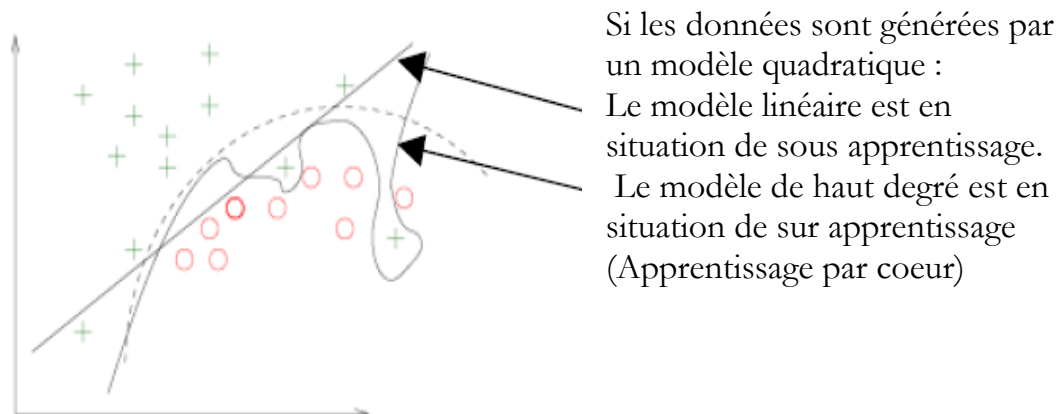 Si les données sont générées par
un modèle quadratique :
Le modèle linéaire est en
situation de sous apprentissage.
Le modèle de haut degré est en
situation de sur apprentissage
(Apprentissage par coeur)